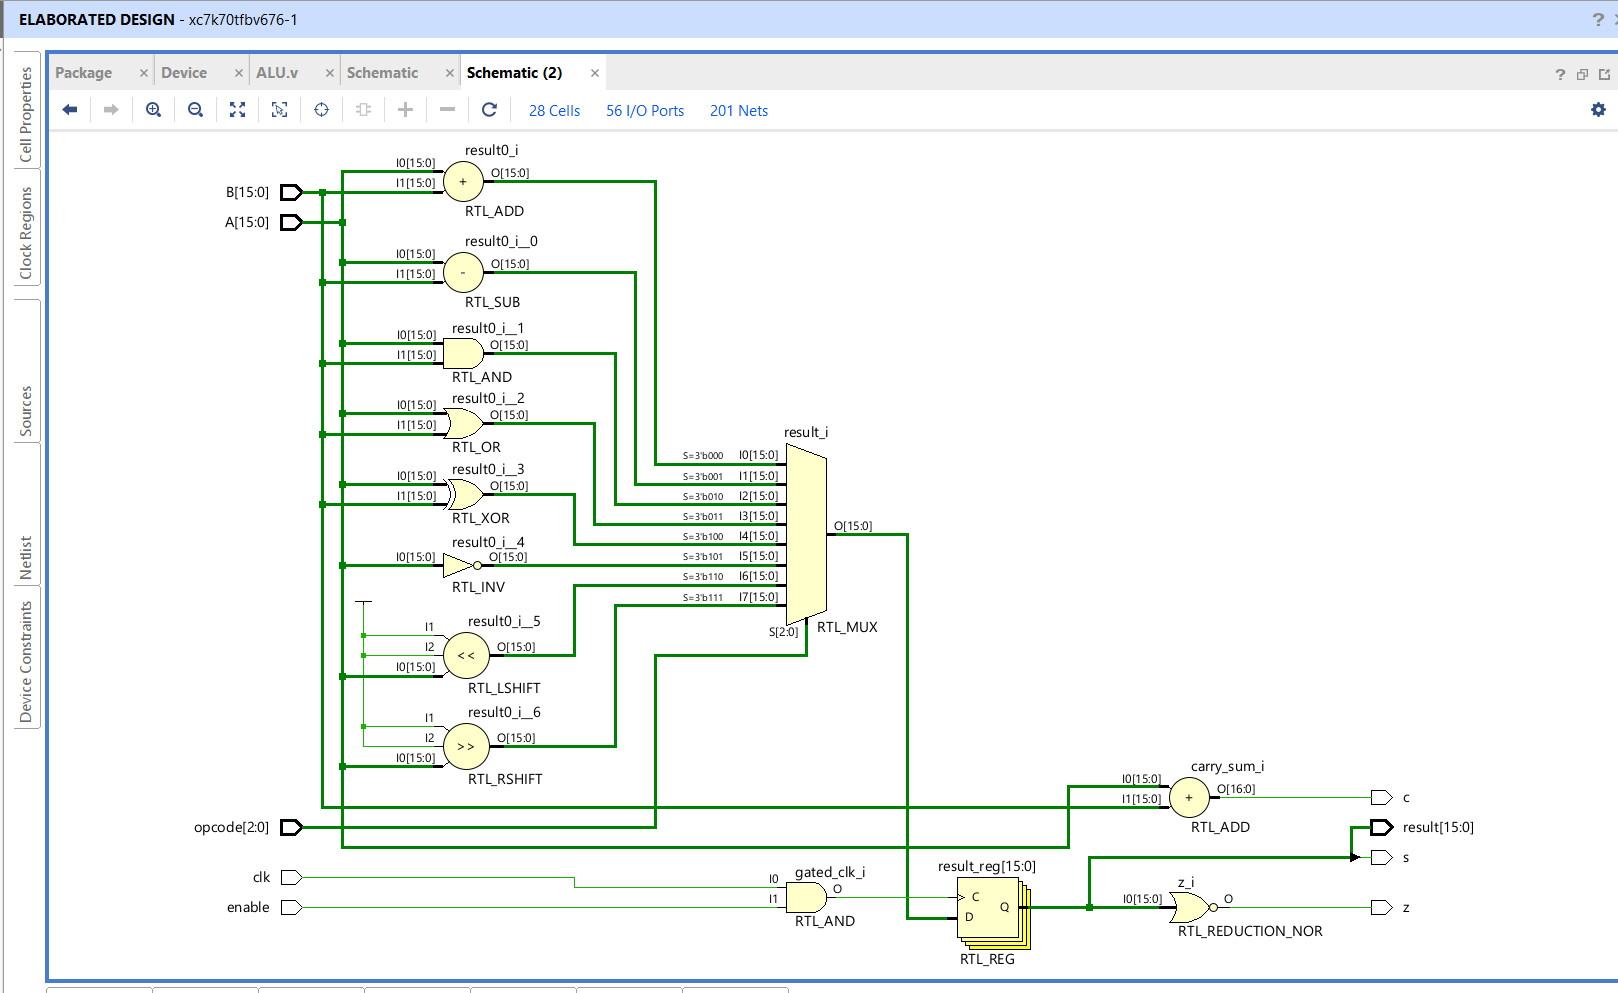 ELABORATED DESIGN - xc7k70tfbv676-1
?
Cell Properties
Clock Regions
Sources
Netlist
Device Constraints
Package × Device × ALU.v × Schematic × Schematic (2) ×
?
28 Cells 56 I/O Ports 201 Nets
result0_i
I0[15:0]
I1[15:0]
+
O[15:0]
RTL_ADD
B[15:0]
A[15:0]
result0_i__0
I0[15:0]
I1[15:0]
-
O[15:0]
RTL_SUB
result0_i__1
I0[15:0]
I1[15:0]
O[15:0]
RTL_AND
result0_i__2
I0[15:0]
I1[15:0]
O[15:0]
RTL_OR
result0_i__3
I0[15:0]
I1[15:0]
O[15:0]
RTL_XOR
result0_i__4
I0[15:0]
O[15:0]
RTL_INV
result0_i__5
I1
I2
I0[15:0]
<<
O[15:0]
RTL_LSHIFT
result0_i__6
I1
I2
I0[15:0]
>>
O[15:0]
RTL_RSHIFT
result_i
S=3'b000 I0[15:0]
S=3'b001 I1[15:0]
S=3'b010 I2[15:0]
S=3'b011 I3[15:0]
S=3'b100 I4[15:0]
S=3'b101 I5[15:0]
S=3'b110 I6[15:0]
S=3'b111 I7[15:0]
O[15:0]
S[2:0]
RTL_MUX
opcode[2:0]
clk
enable
gated_clk_i
I0
I1
O
RTL_AND
result_reg[15:0]
C
D
Q
RTL_REG
carry_sum_i
I0[15:0]
I1[15:0]
+
O[16:0]
RTL_ADD
c
result[15:0]
s
z_i
I0[15:0]
O
z
RTL_REDUCTION_NOR